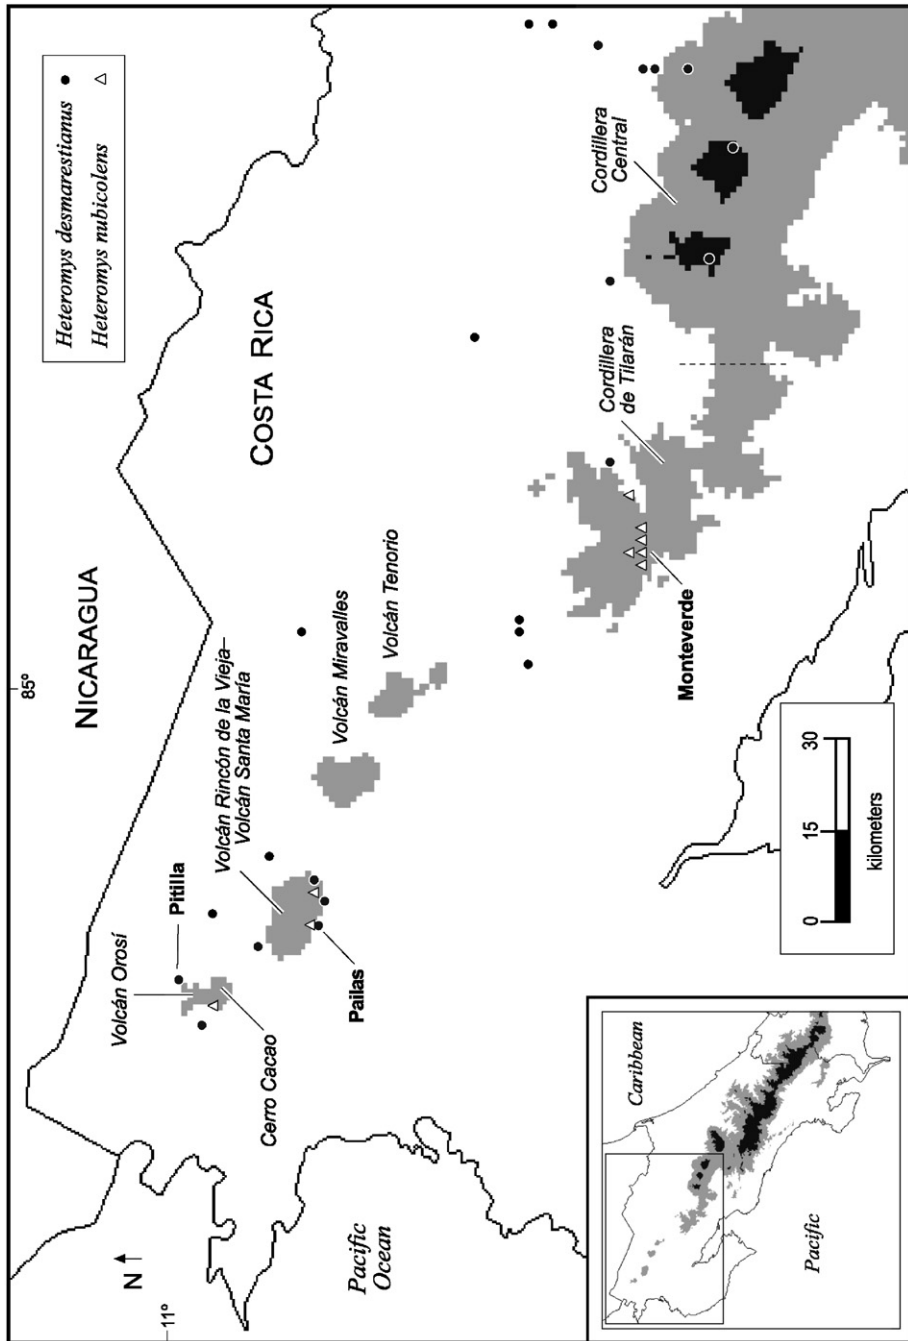 85º
11º
N
NICARAGUA
COSTA RICA
Heteromys desmarestianus
Heteromys nubicolens
Volcán Orosí
Pitilla
Volcán Rincón de la Vieja–
Volcán Santa María
Volcán Miravalles
Volcán Tenorio
Cerro Cacao
Pailas
Cordillera
de Tilarán
Cordillera
Central
Monteverde
Pacific
Ocean
Caribbean
Pacific
0 15 30
kilometers